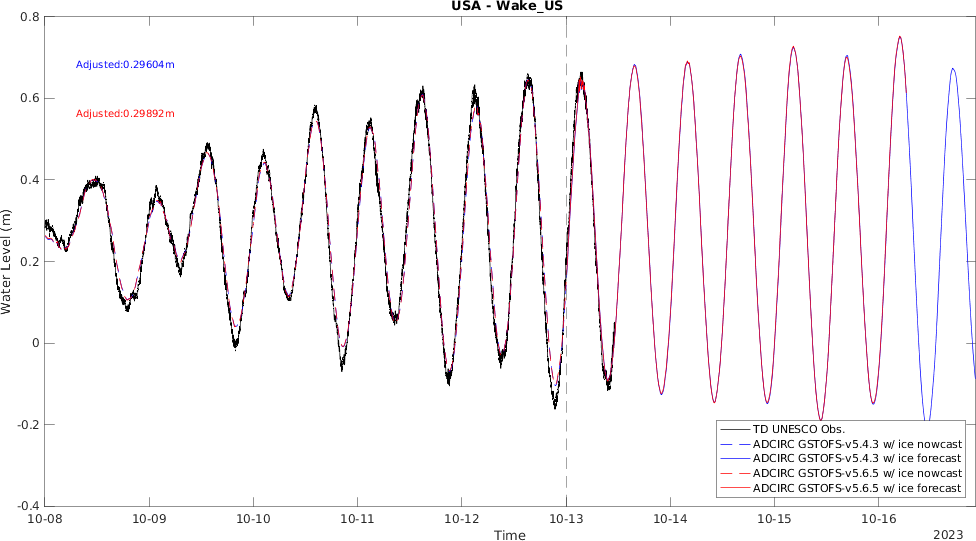 USA - Wake_US
0.8
0.6
0.4
0.2
0
-0.2
-0.4
Water Level (m)
Adjusted:0.29604m
Adjusted:0.29892m
TD UNESCO Obs.
ADCIRC GSTOFS-v5.4.3 w/ ice nowcast
ADCIRC GSTOFS-v5.4.3 w/ ice forecast
ADCIRC GSTOFS-v5.6.5 w/ ice nowcast
ADCIRC GSTOFS-v5.6.5 w/ ice forecast
10-08 10-09 10-10 10-11 10-12 10-13 10-14 10-15 10-16
Time
2023